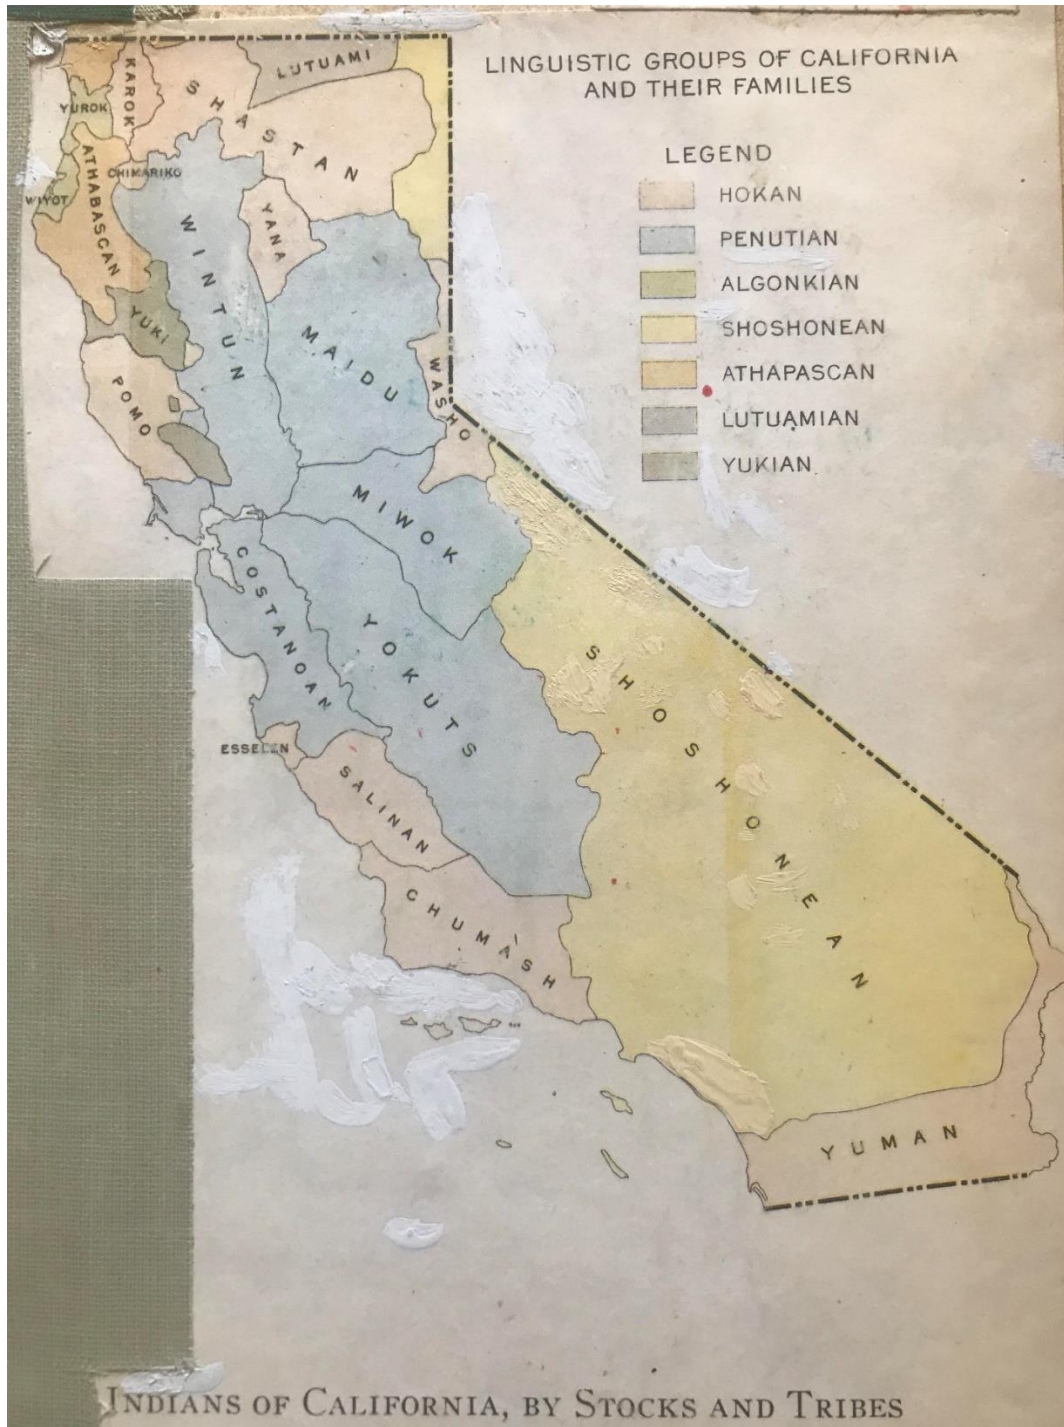 LINGUISTIC GROUPS OF CALIFORNIA
AND THEIR FAMILIES
LEGEND
HOKAN
PENUTIAN
ALGONKIAN
SHOSHONEAN
ATHAPASCAN
LUTUAMIAN
YUKIAN
LUTUAMI
KAROK
SHASTAN
YUROK
ATHABASCAN
CHIMARIKO
WIYOT
YANA
WINTUN
YUKI
MAIDU
WASHO
POMO
MIWOK
COSTANOAN
YOKUTS
SHOSHONEAN
ESSELEN
SALINAN
CHUMASH
YUMAN
INDIANS OF CALIFORNIA, BY STOCKS AND TRIBES